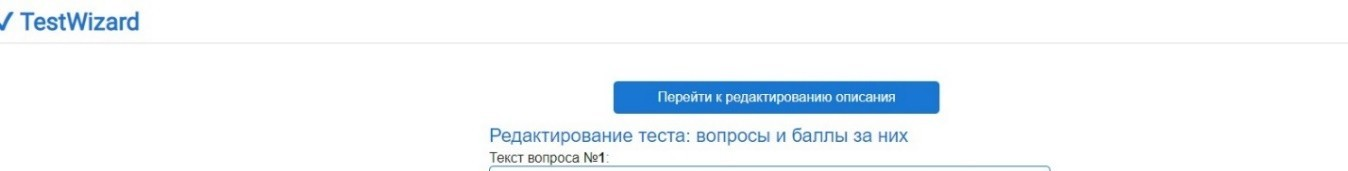 TestWizard
Перейти к редактированию описания
Редактирование теста: вопросы и баллы за них
Текст вопроса №1: